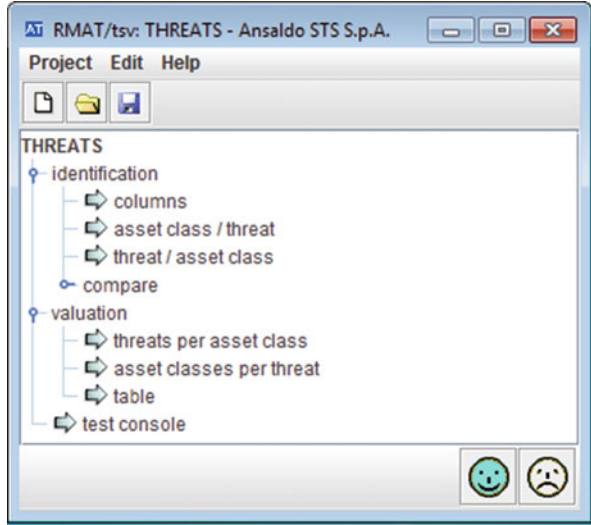 AT RMAT/tsv: THREATS - Ansaldo STS S.p.A.
Project Edit Help
THREATS
identification
columns
asset class / threat
threat / asset class
compare
valuation
threats per asset class
asset classes per threat
table
test console